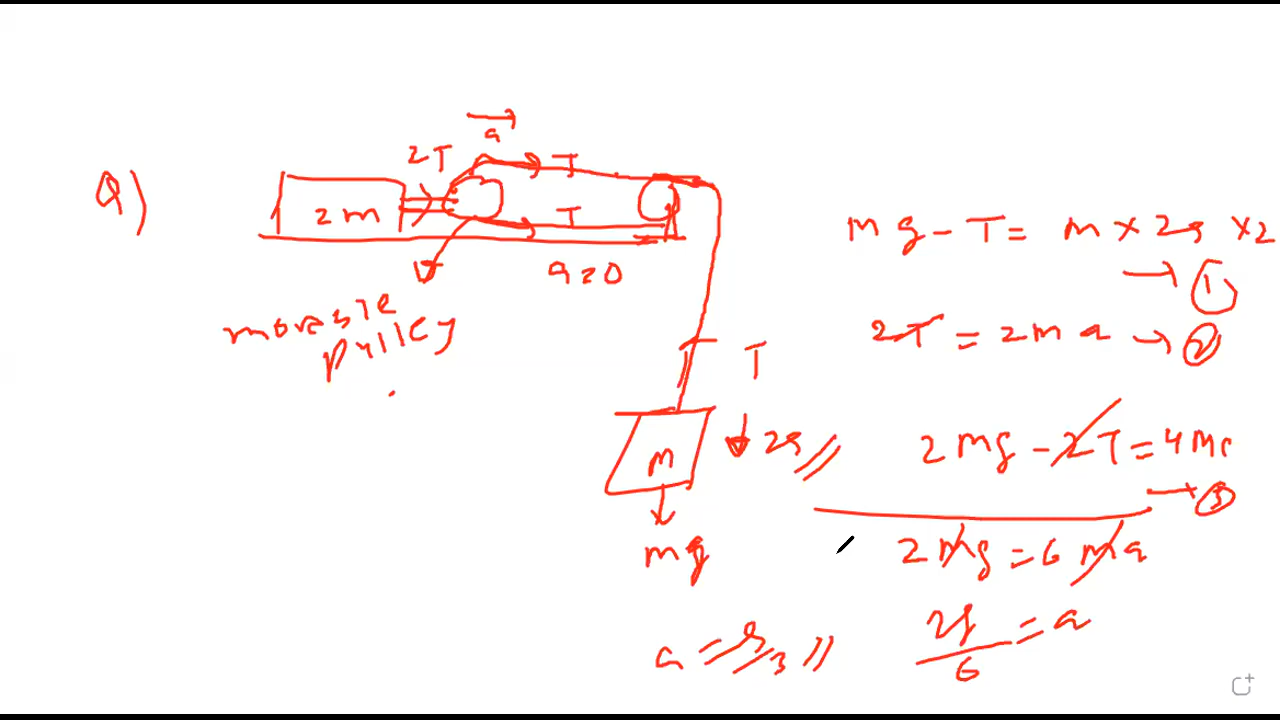 Q)
a
2T
T
2m
T
a=0
movable
pulley
T
m
2a
mg
mg - T = m × 2a × 2
→ ①
2T = 2ma → ②
2mg - 2T = 4ma
→ ③
2mg = 6ma
2g/6 = a
a = g/3